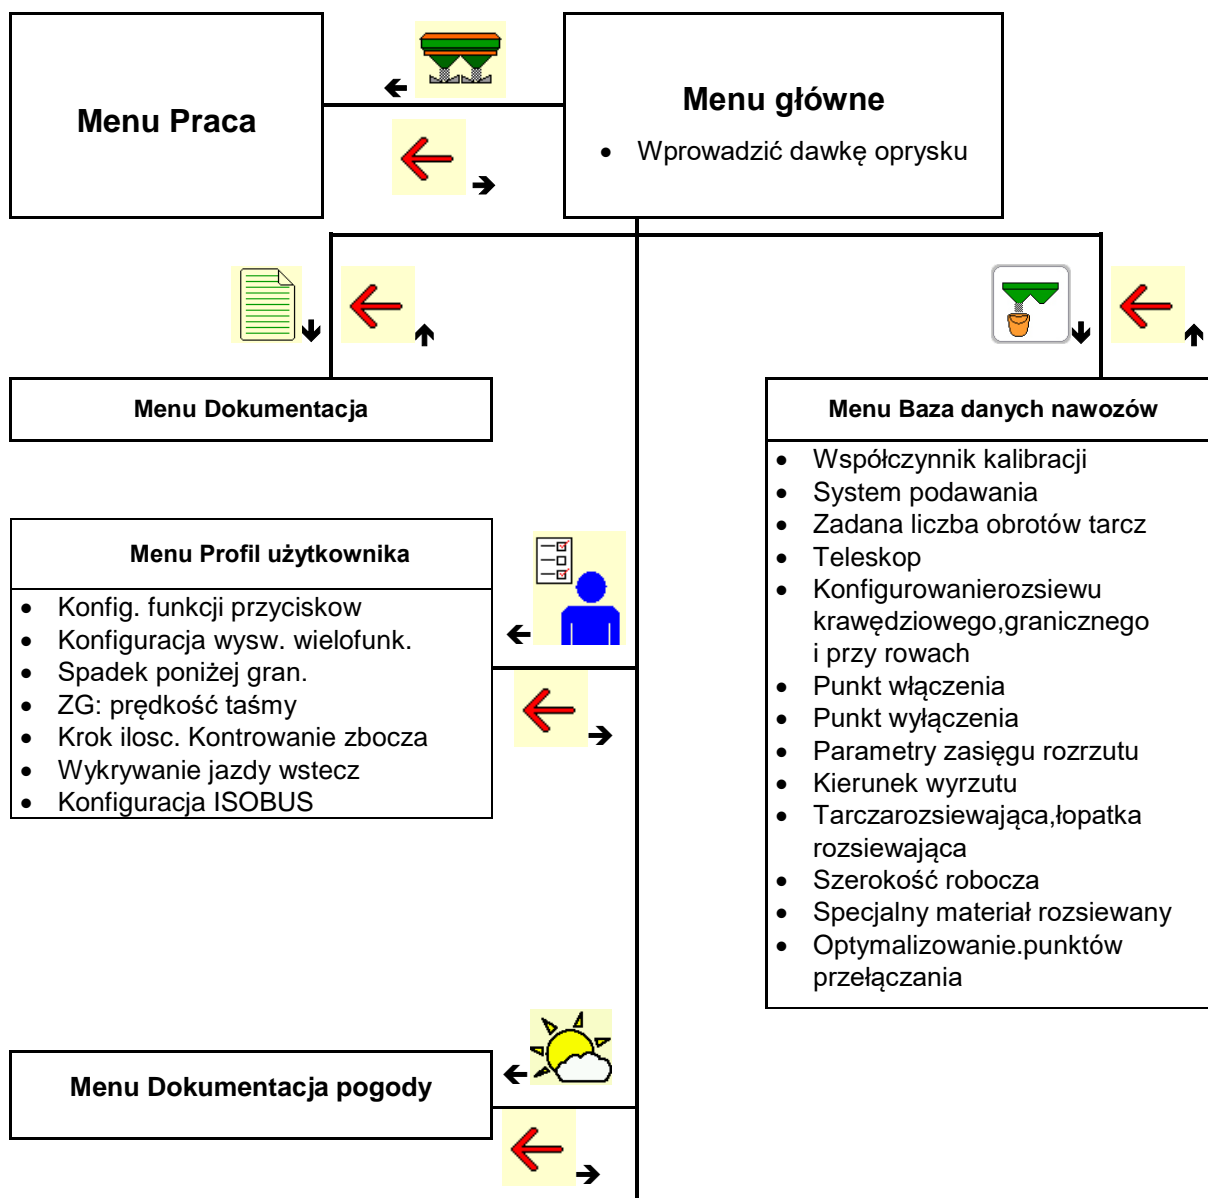 Menu Praca
Menu główne
• Wprowadzić dawkę oprysku
Menu Dokumentacja
Menu Baza danych nawozów
• Współczynnik kalibracji
• System podawania
• Zadana liczba obrotów tarcz
• Teleskop
• Konfigurowanierozsiewu
krawędziowego,granicznego
i przy rowach
• Punkt włączenia
• Punkt wyłączenia
• Parametry zasięgu rozrzutu
• Kierunek wyrzutu
• Tarczarozsiewająca,łopatka
rozsiewająca
• Szerokość robocza
• Specjalny materiał rozsiewany
• Optymalizowanie.punktów
przełączania
Menu Profil użytkownika
• Konfig. funkcji przyciskow
• Konfiguracja wysw. wielofunk.
• Spadek poniżej gran.
• ZG: prędkość taśmy
• Krok ilosc. Kontrowanie zbocza
• Wykrywanie jazdy wstecz
• Konfiguracja ISOBUS
Menu Dokumentacja pogody